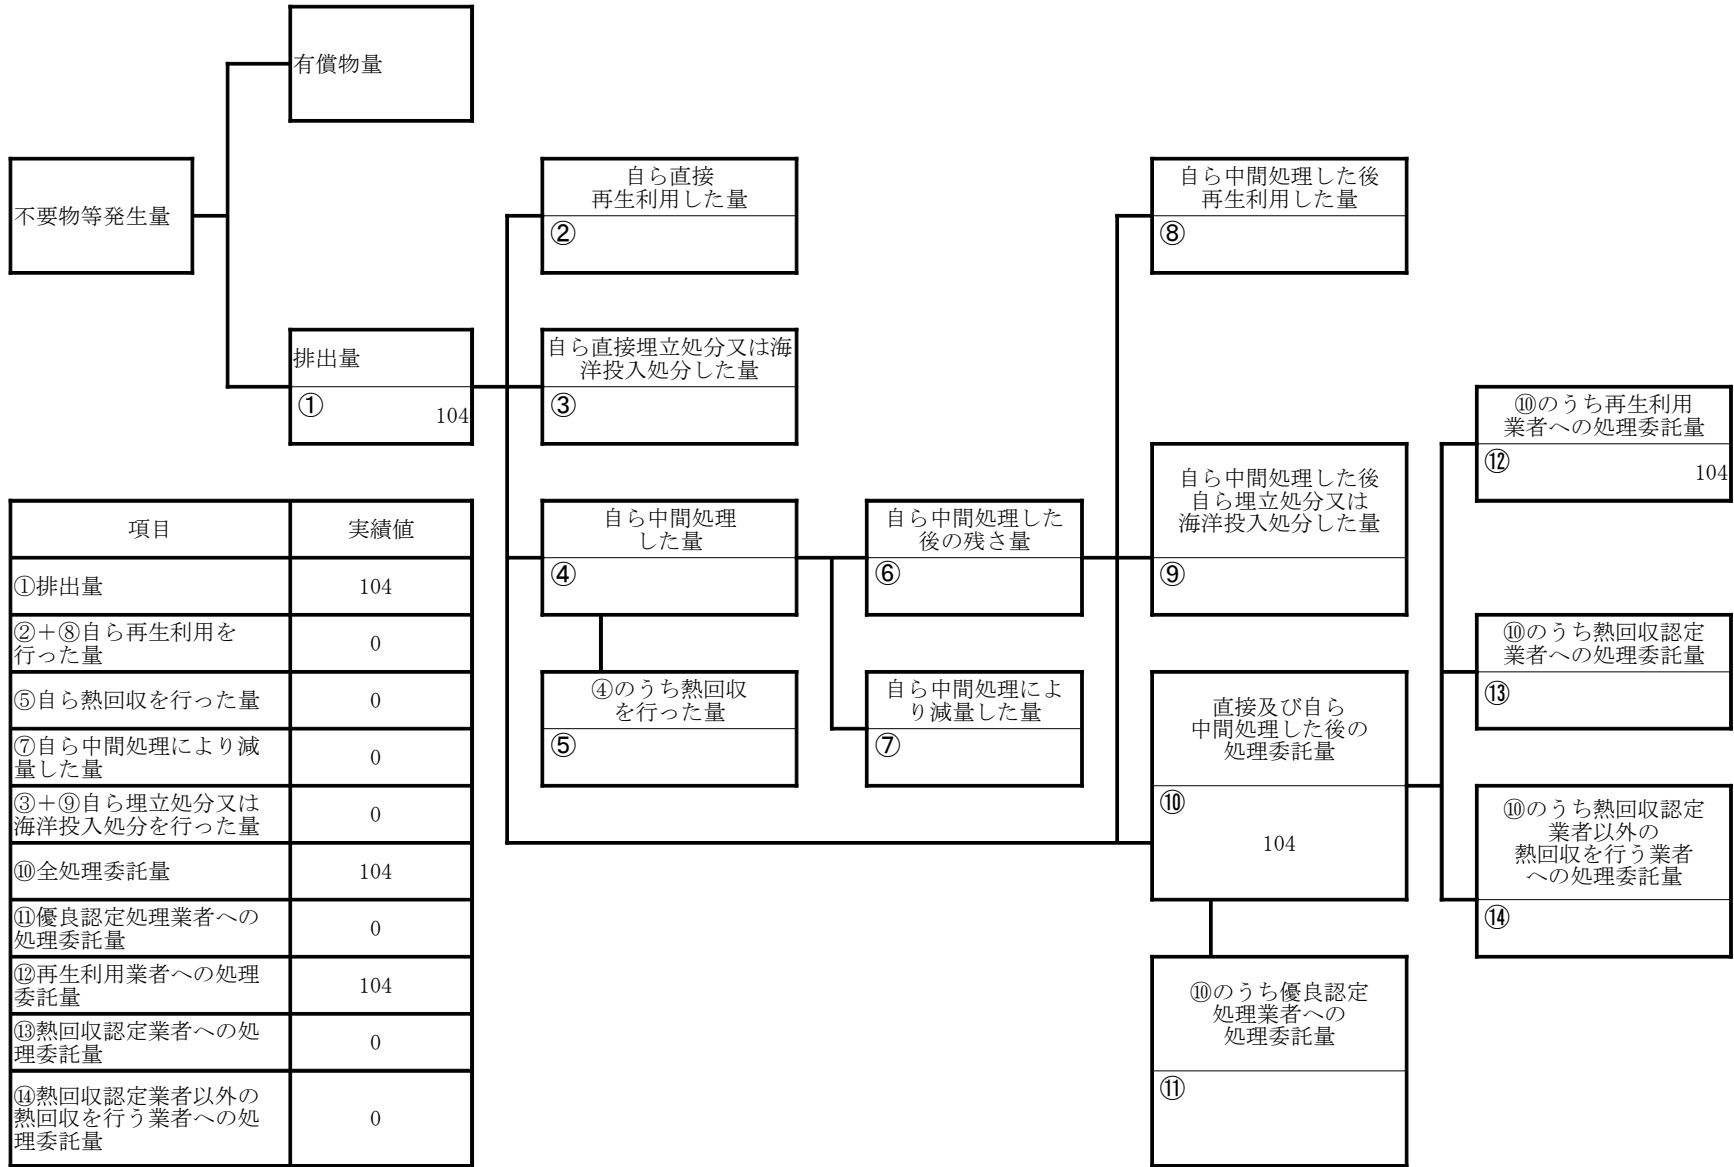 有償物量
不要物等発生量
自ら直接
再生利用した量
②
自ら中間処理した後
再生利用した量
⑧
排出量
①
104
自ら直接埋立処分又は海
洋投入処分した量
③
⑩のうち再生利用
業者への処理委託量
⑫
104
自ら中間処理
した量
④
自ら中間処理した
後の残さ量
⑥
自ら中間処理した後
自ら埋立処分又は
海洋投入処分した量
⑨
④のうち熱回収
を行った量
⑤
自ら中間処理によ
り減量した量
⑦
直接及び自ら
中間処理した後の
処理委託量
⑩
104
⑩のうち熱回収認定
業者への処理委託量
⑬
⑩のうち熱回収認定
業者以外の
熱回収を行う業者
への処理委託量
⑭
⑩のうち優良認定
処理業者への
処理委託量
⑪
項目 実績値
①排出量 104
②+⑧自ら再生利用を
行った量 0
⑤自ら熱回収を行った量 0
⑦自ら中間処理により減
量した量 0
③+⑨自ら埋立処分又は
海洋投入処分を行った量 0
⑩全処理委託量 104
⑪優良認定処理業者への
処理委託量 0
⑫再生利用業者への処理
委託量 104
⑬熱回収認定業者への処
理委託量 0
⑭熱回収認定業者以外の
熱回収を行う業者への処
理委託量 0